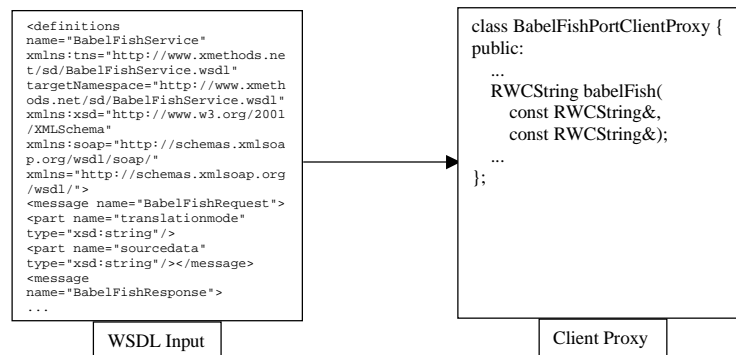 <definitions
name="BabelFishService"
xmlns:tns="http://www.xmethods.ne
t/sd/BabelFishService.wsdl"
targetNamespace="http://www.xmeth
ods.net/sd/BabelFishService.wsdl"
xmlns:xsd="http://www.w3.org/2001
/XMLSchema"
xmlns:soap="http://schemas.xmlsoa
p.org/wsdl/soap/"
xmlns="http://schemas.xmlsoap.org
/wsdl/">
<message name="BabelFishRequest">
<part name="translationmode"
type="xsd:string"/>
<part name="sourcedata"
type="xsd:string"/></message>
<message
name="BabelFishResponse">
...
WSDL Input
class BabelFishPortClientProxy {
public:
...
RWCString babelFish(
const RWCString&,
const RWCString&);
...
};
Client Proxy